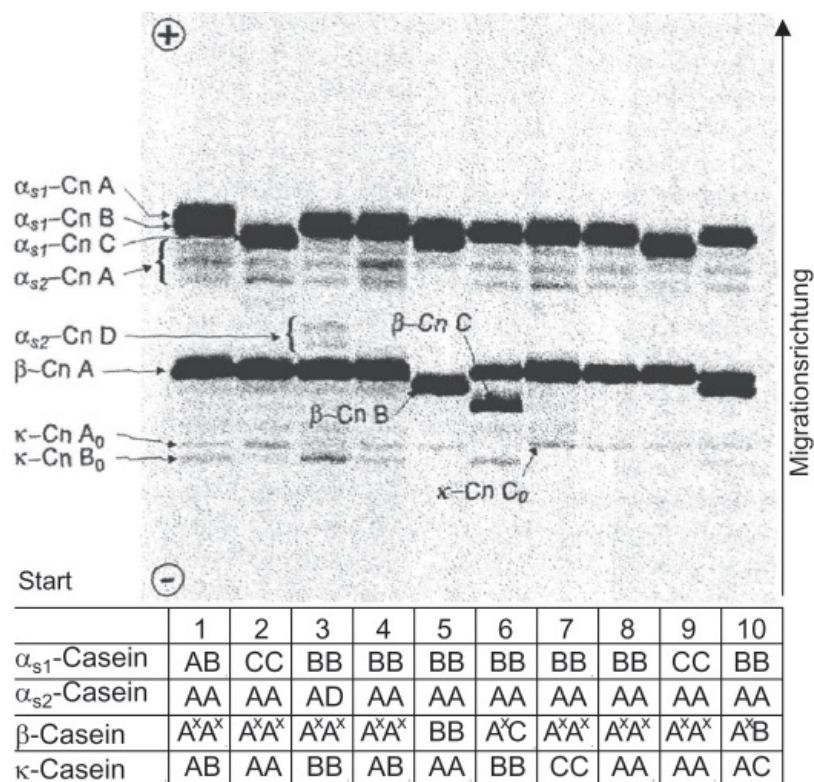 +
αs1–Cn A
αs1–Cn B
αs1–Cn C
αs2–Cn A
αs2–Cn D
β–Cn C
β–Cn A
β–Cn B
κ–Cn A0
κ–Cn B0
κ–Cn C0
Migrationsrichtung
Start
−
1 2 3 4 5 6 7 8 9 10
αs1-Casein AB CC BB BB BB BB BB BB CC BB
αs2-Casein AA AA AD AA AA AA AA AA AA AA
β-Casein AˣAˣ AˣAˣ AˣAˣ AˣAˣ BB AˣC AˣAˣ AˣAˣ AˣAˣ AˣB
κ-Casein AB AA BB AB AA BB CC AA AA AC